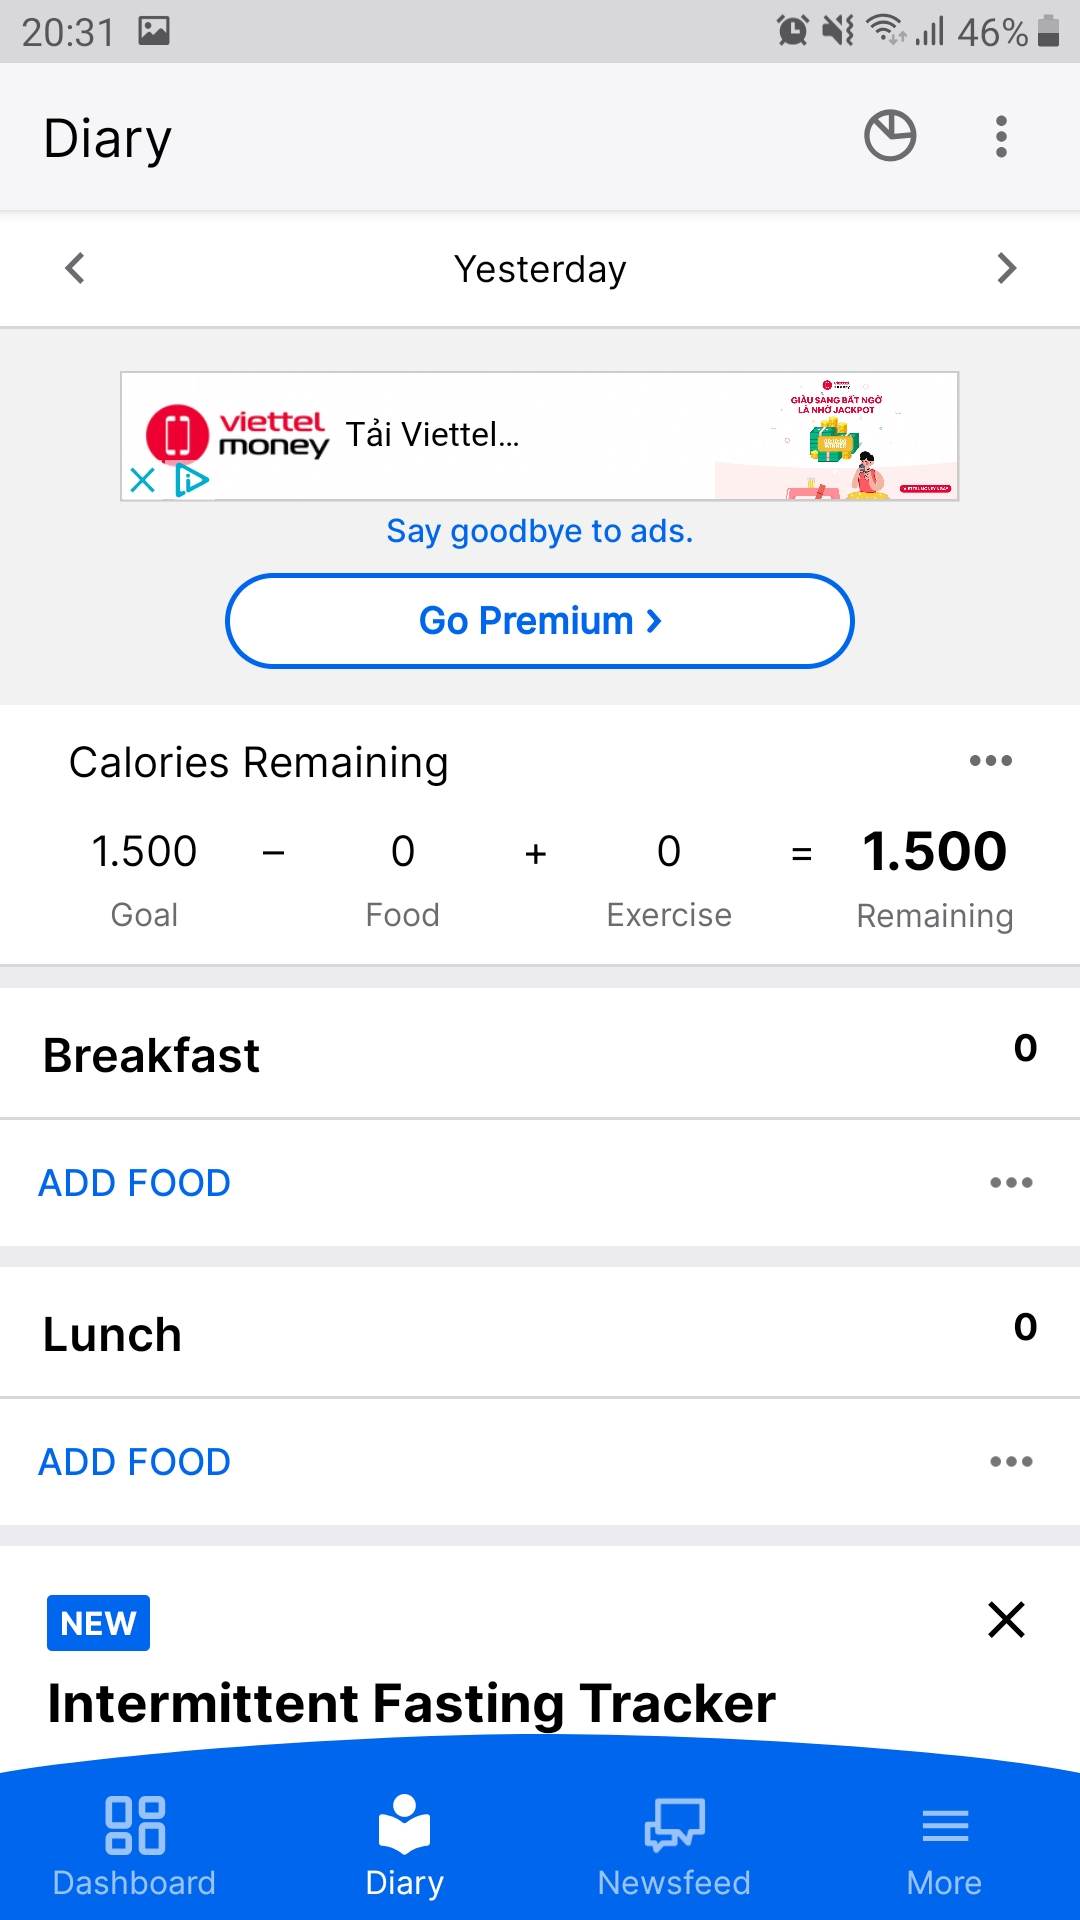 20:31
46%
Diary
Yesterday
viettel
money
Tải Viettel...
GIÀU SANG BẤT NGỜ
LÀ NHỜ JACKPOT
Say goodbye to ads.
Go Premium
Calories Remaining
1.500 – 0 + 0 = 1.500
Goal Food Exercise Remaining
Breakfast 0
ADD FOOD
Lunch 0
ADD FOOD
NEW
Intermittent Fasting Tracker
Dashboard Diary Newsfeed More